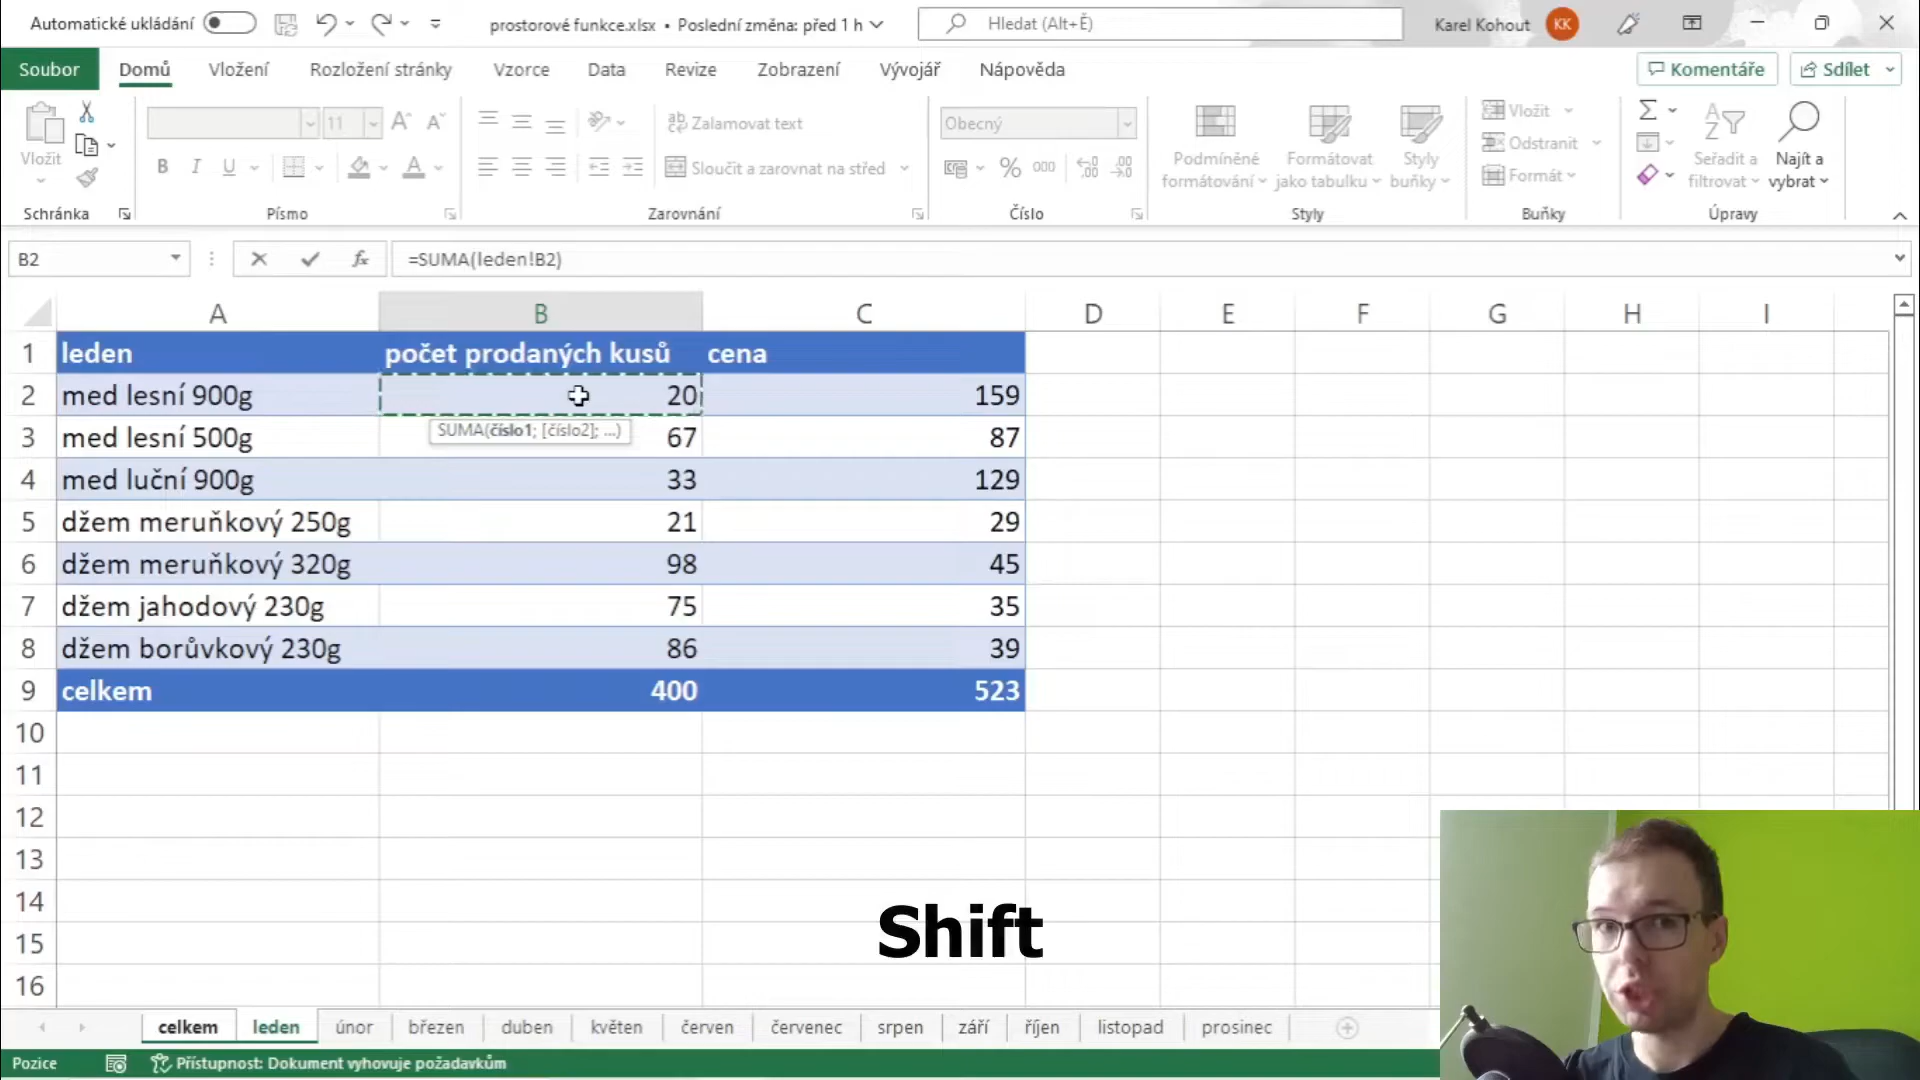 Automatické ukládání
prostorové funkce.xlsx • Poslední změna: před 1 h
Hledat (Alt+Ě)
Karel Kohout
KK
Soubor
Domů
Vložení
Rozložení stránky
Vzorce
Data
Revize
Zobrazení
Vývojář
Nápověda
Komentáře
Sdílet
Vložit
11
B I U
Zalamovat text
Sloučit a zarovnat na střed
Obecný
% 000
Podmíněné
formátování
Formátovat
jako tabulku
Styly
buňky
Vložit
Odstranit
Formát
Seřadit a
filtrovat
Najít a
vybrat
Schránka
Písmo
Zarovnání
Číslo
Styly
Buňky
Úpravy
B2
fx
=SUMA(leden!B2)
A B C D E F G H I
1 leden počet prodaných kusů cena
2 med lesní 900g 20 159
SUMA(číslo1; [číslo2]; ...)
3 med lesní 500g 67 87
4 med luční 900g 33 129
5 džem meruňkový 250g 21 29
6 džem meruňkový 320g 98 45
7 džem jahodový 230g 75 35
8 džem borůvkový 230g 86 39
9 celkem 400 523
10
11
12
13
14
15
16
Shift
celkem leden únor březen duben květen červen červenec srpen září říjen listopad prosinec
Pozice
Přístupnost: Dokument vyhovuje požadavkům